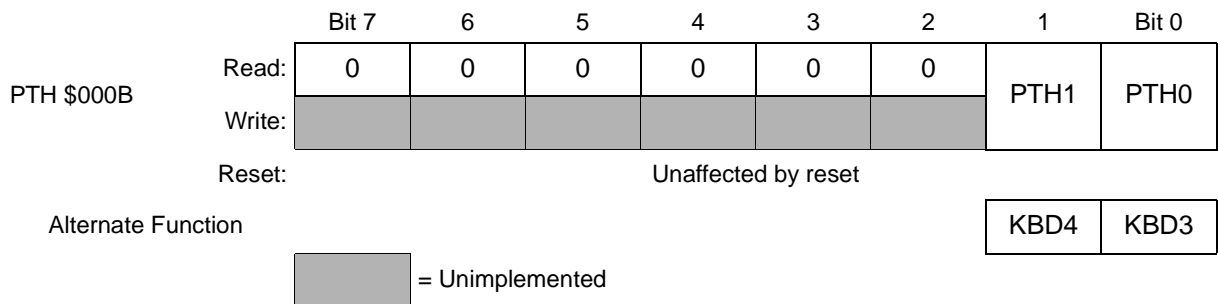 Bit 7 6 5 4 3 2 1 Bit 0
PTH $000B Read: 0 0 0 0 0 0 PTH1 PTH0
Write:
Reset: Unaffected by reset
Alternate Function KBD4 KBD3
= Unimplemented